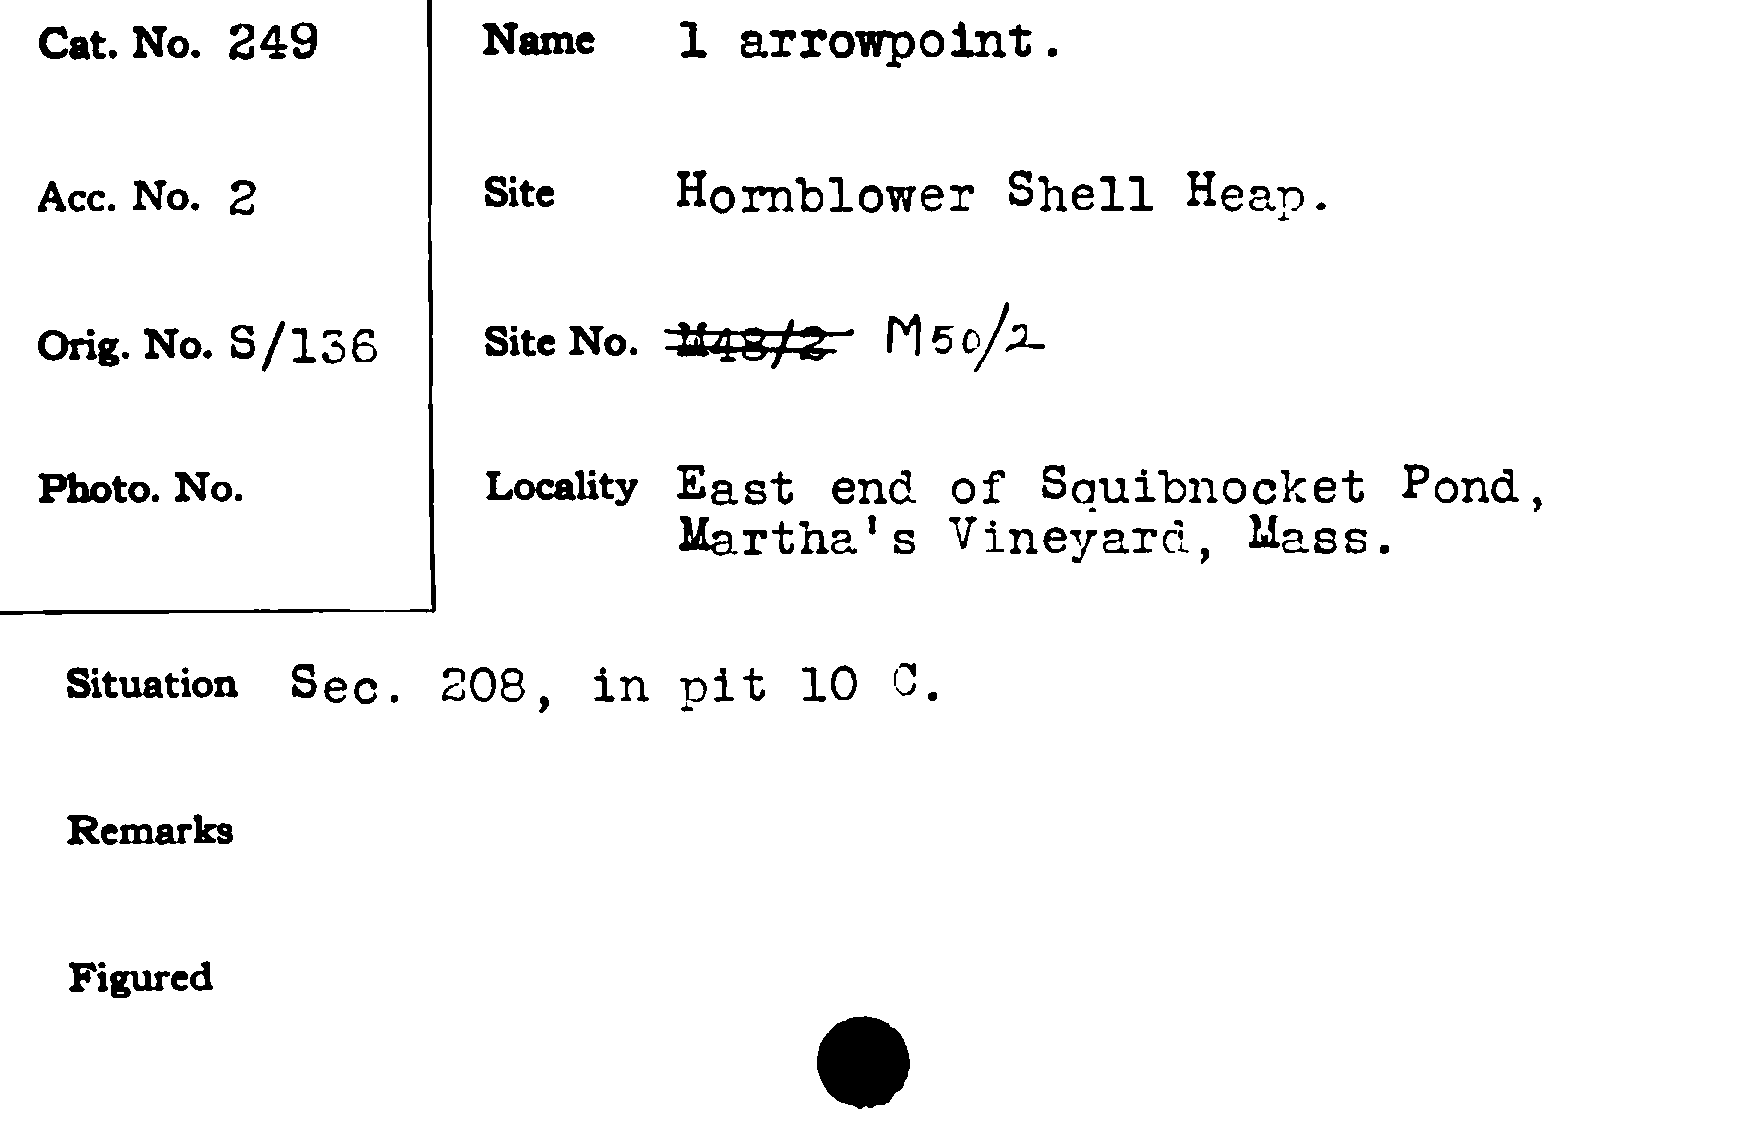 Cat. No. 249
Name 1 arrowpoint.
Acc. No. 2
Site Hornblower Shell Heap.
Orig. No. S/136
Site No. M48/2 M50/2
Photo. No.
Locality East end of Squibnocket Pond,
Martha's Vineyard, Mass.
Situation Sec. 208, in pit 10 C.
Remarks
Figured